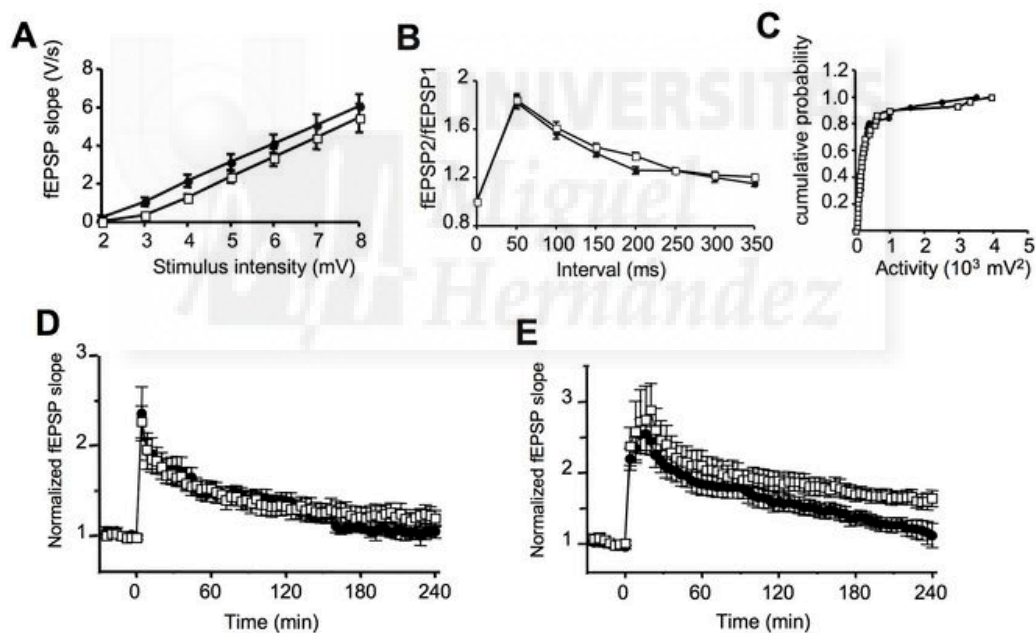 A
fEPSP slope (V/s)
8
6
4
2
0
2 3 4 5 6 7 8
Stimulus intensity (mV)
B
fEPSP2/fEPSP1
2
1.6
1.2
0.8
0 50 100 150 200 250 300 350
Interval (ms)
C
cumulative probability
1.0
0.8
0.6
0.4
0.2
0 1 2 3 4 5
Activity (10³ mV²)
UNIVERSITAS
Miguel
Hernández
D
Normalized fEPSP slope
3
2
1
0 60 120 180 240
Time (min)
E
Normalized fEPSP slope
3
2
1
0 60 120 180 240
Time (min)